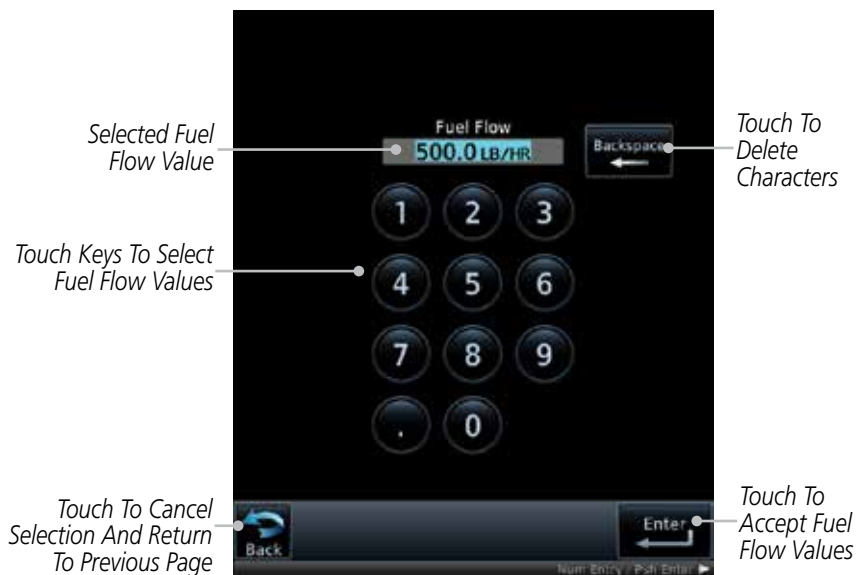 Fuel Flow
500.0 LB/HR
Backspace
1 2 3
4 5 6
7 8 9
. 0
Back
Enter
Num Entry / Psh Enter
Selected Fuel
Flow Value
Touch Keys To Select
Fuel Flow Values
Touch To Cancel
Selection And Return
To Previous Page
Touch To
Delete
Characters
Touch To
Accept Fuel
Flow Values